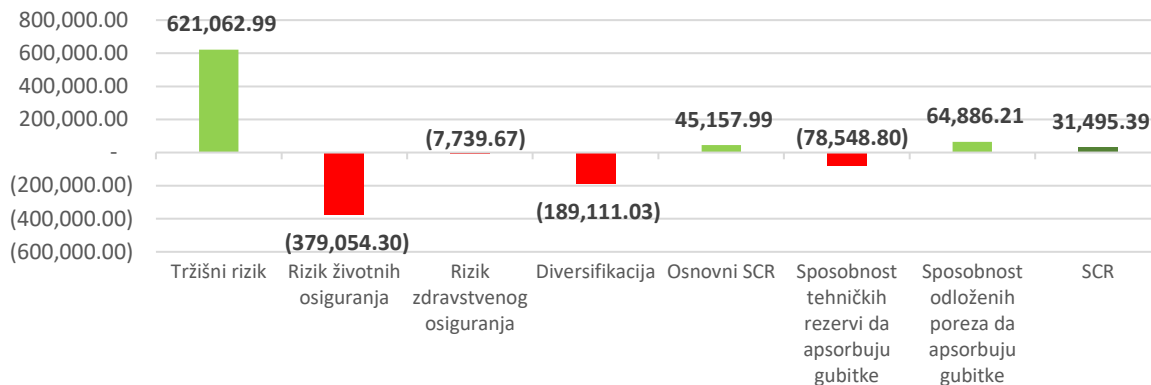 800,000.00
600,000.00
400,000.00
200,000.00
-
(200,000.00)
(400,000.00)
(600,000.00)
621,062.99
(379,054.30)
(7,739.67)
(189,111.03)
45,157.99
(78,548.80)
64,886.21
31,495.39
Tržišni rizik
Rizik životnih
osiguranja
Rizik
zdravstvenog
osiguranja
Diversifikacija
Osnovni SCR
Sposobnost
tehničkih
rezervi da
apsorbuju
gubitke
Sposobnost
odloženih
poreza da
apsorbuju
gubitke
SCR